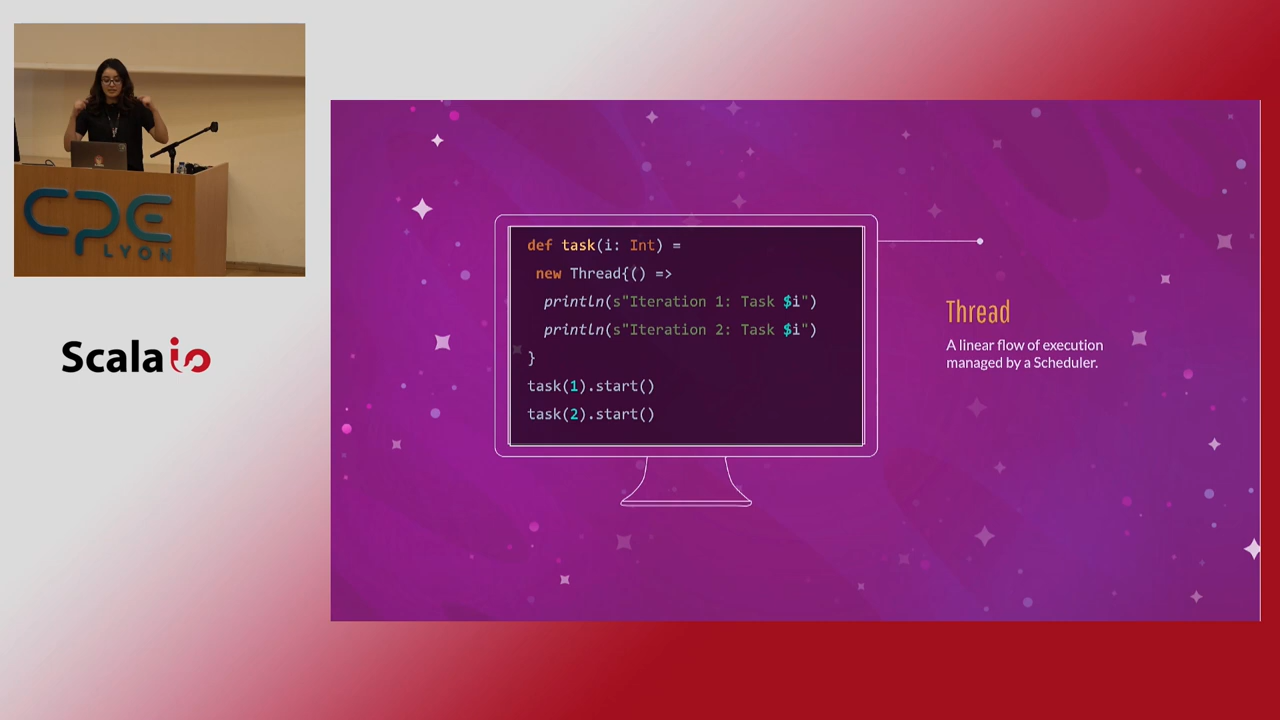 CPE
LYON
Scala io
def task(i: Int) =
new Thread{() =>
println(s"Iteration 1: Task $i")
println(s"Iteration 2: Task $i")
}
task(1).start()
task(2).start()
Thread
A linear flow of execution
managed by a Scheduler.